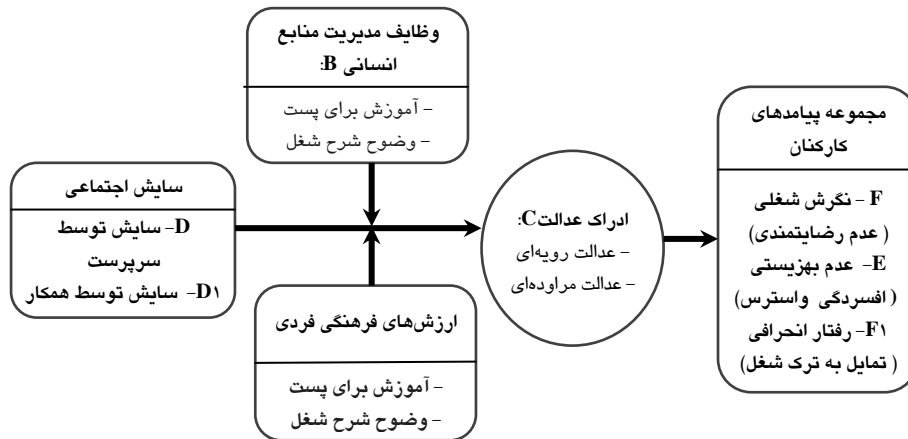 وظایف مدیریت منابع
انسانی B:
– آموزش برای پست
– وضوح شرح شغل
مجموعه پیامدهای
کارکنان
F – نگرش شغلی
(عدم رضایتمندی)
E– عدم بهزیستی
(افسردگی واسترس)
F۱– رفتار انحرافی
(تمایل به ترک شغل)
سایش اجتماعی
D– سایش توسط
سرپرست
D۱– سایش توسط همکار
ادراک عدالتC:
– عدالت رویه‌ای
– عدالت مراوده‌ای
ارزش‌های فرهنگی فردی
– آموزش برای پست
– وضوح شرح شغل